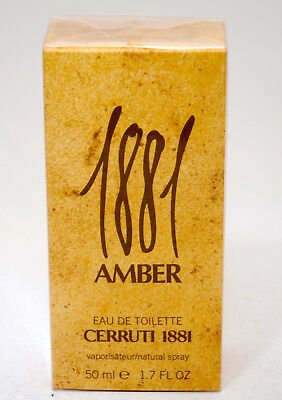 1881
AMBER
EAU DE TOILETTE
CERRUTI 1881
vaporisateur/natural spray
50 ml ℮ 1.7 FL OZ